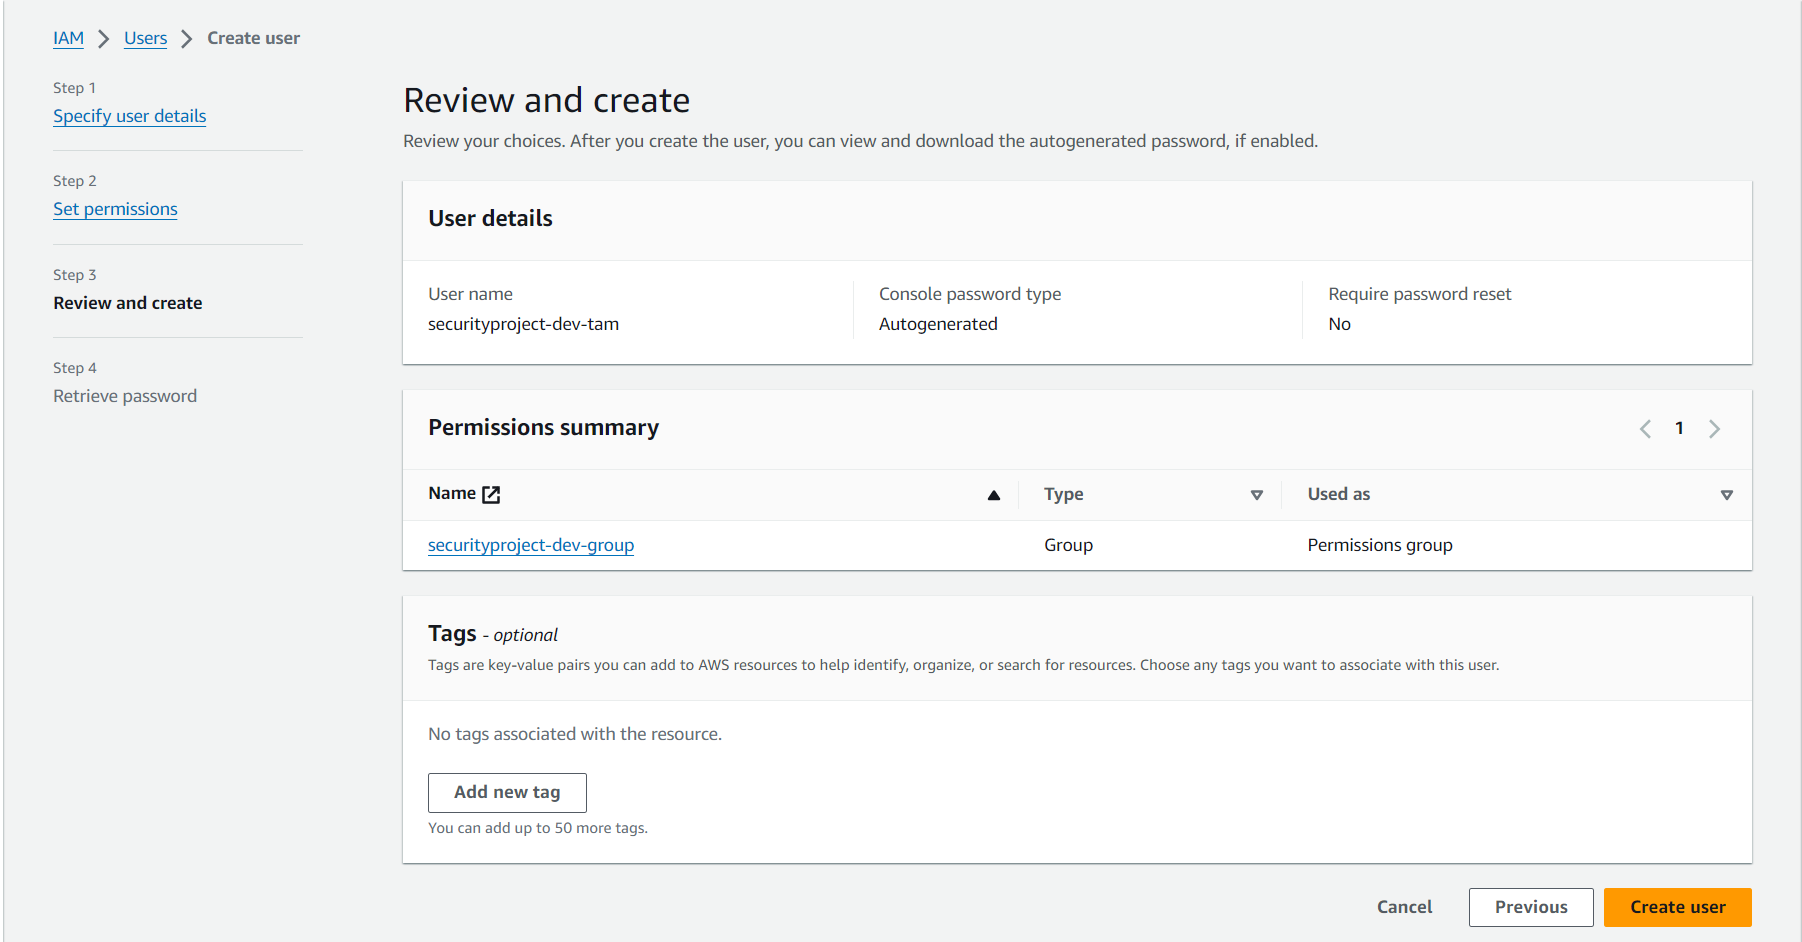 IAM > Users > Create user
Step 1
Specify user details
Step 2
Set permissions
Step 3
Review and create
Step 4
Retrieve password
Review and create
Review your choices. After you create the user, you can view and download the autogenerated password, if enabled.
User details
User name
securityproject-dev-tam
Console password type
Autogenerated
Require password reset
No
Permissions summary
1
Name Type Used as
securityproject-dev-group Group Permissions group
Tags - optional
Tags are key-value pairs you can add to AWS resources to help identify, organize, or search for resources. Choose any tags you want to associate with this user.
No tags associated with the resource.
Add new tag
You can add up to 50 more tags.
Cancel Previous Create user